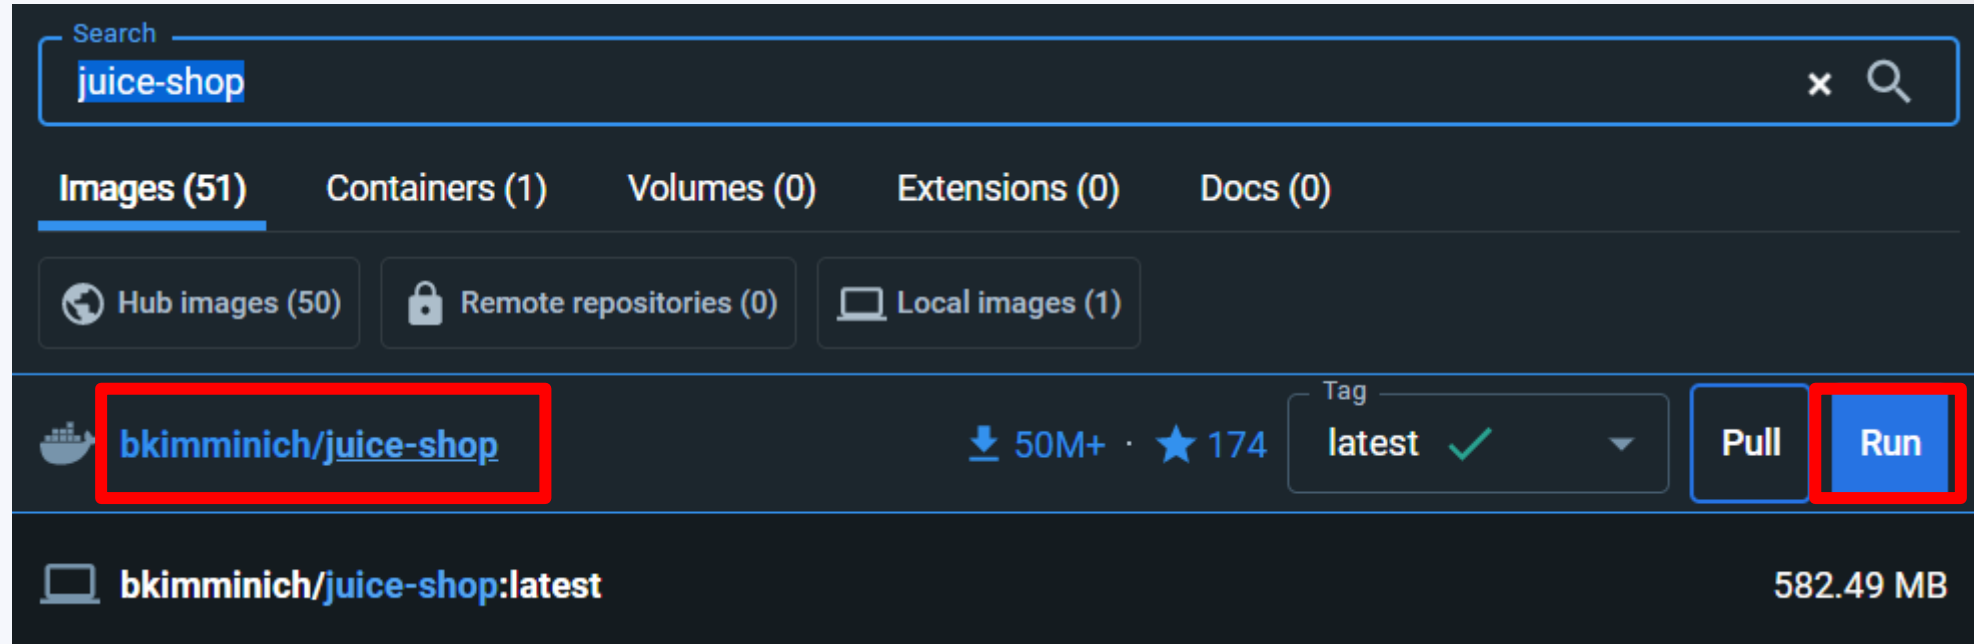 Search
juice-shop
Images (51) Containers (1) Volumes (0) Extensions (0) Docs (0)
Hub images (50) Remote repositories (0) Local images (1)
bkimminich/juice-shop 50M+ · 174 Tag latest Pull Run
bkimminich/juice-shop:latest 582.49 MB